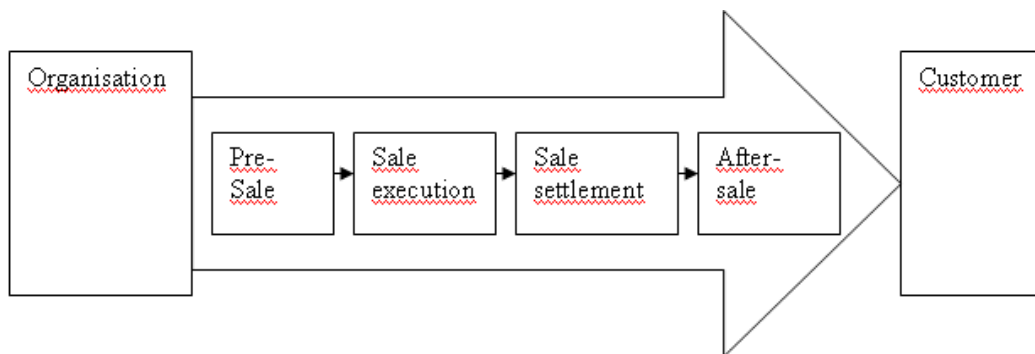 Organisation
Pre-
Sale
Sale
execution
Sale
settlement
After-
sale
Customer